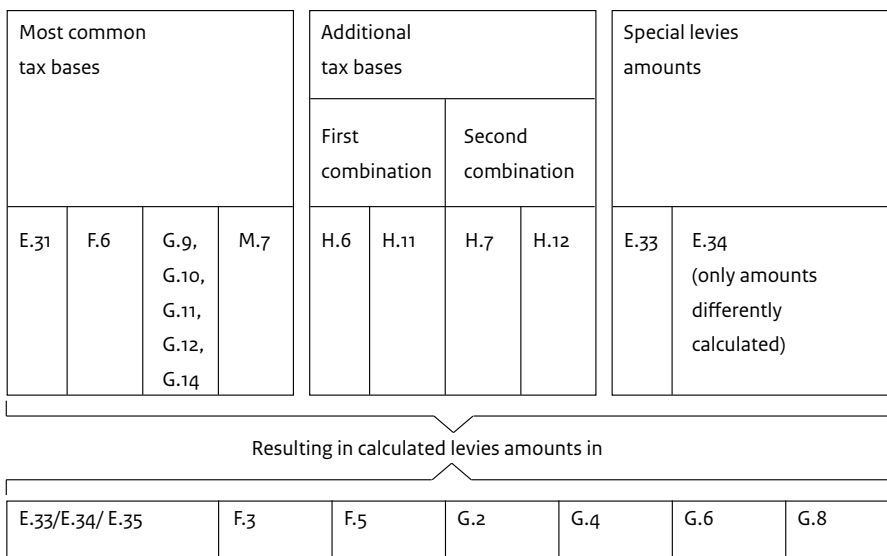 Most common
tax bases
Additional
tax bases
Special levies
amounts
First
combination
Second
combination
E.31
F.6
G.9,
G.10,
G.11,
G.12,
G.14
M.7
H.6
H.11
H.7
H.12
E.33
E.34
(only amounts
differently
calculated)
Resulting in calculated levies amounts in
E.33/E.34/ E.35
F.3
F.5
G.2
G.4
G.6
G.8